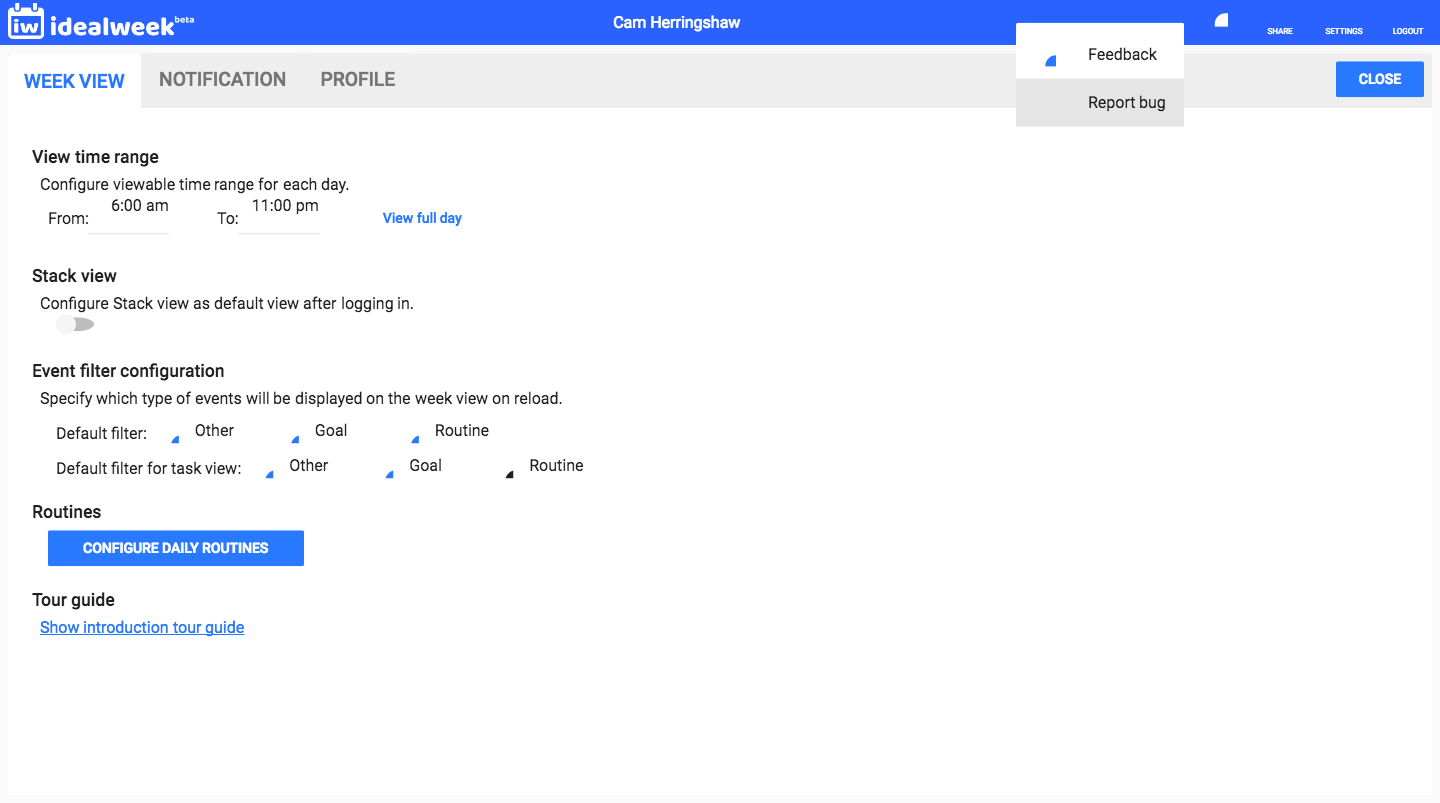 iw idealweek beta
Cam Herringshaw
SHARE SETTINGS LOGOUT
Feedback
Report bug
WEEK VIEW NOTIFICATION PROFILE
CLOSE
View time range
Configure viewable time range for each day.
From: 6:00 am To: 11:00 pm View full day
Stack view
Configure Stack view as default view after logging in.
Event filter configuration
Specify which type of events will be displayed on the week view on reload.
Default filter: Other Goal Routine
Default filter for task view: Other Goal Routine
Routines
CONFIGURE DAILY ROUTINES
Tour guide
Show introduction tour guide